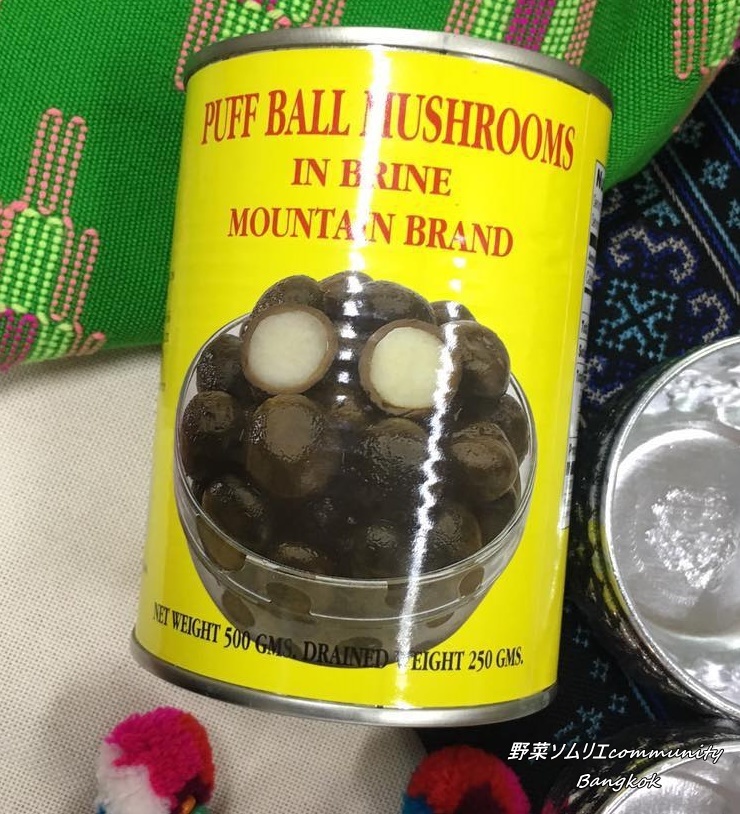 PUFF BALL MUSHROOMS
IN BRINE
MOUNTAIN BRAND
NET WEIGHT 500 GMS. DRAINED WEIGHT 250 GMS.
野菜ソムリエcommunity
Bangkok